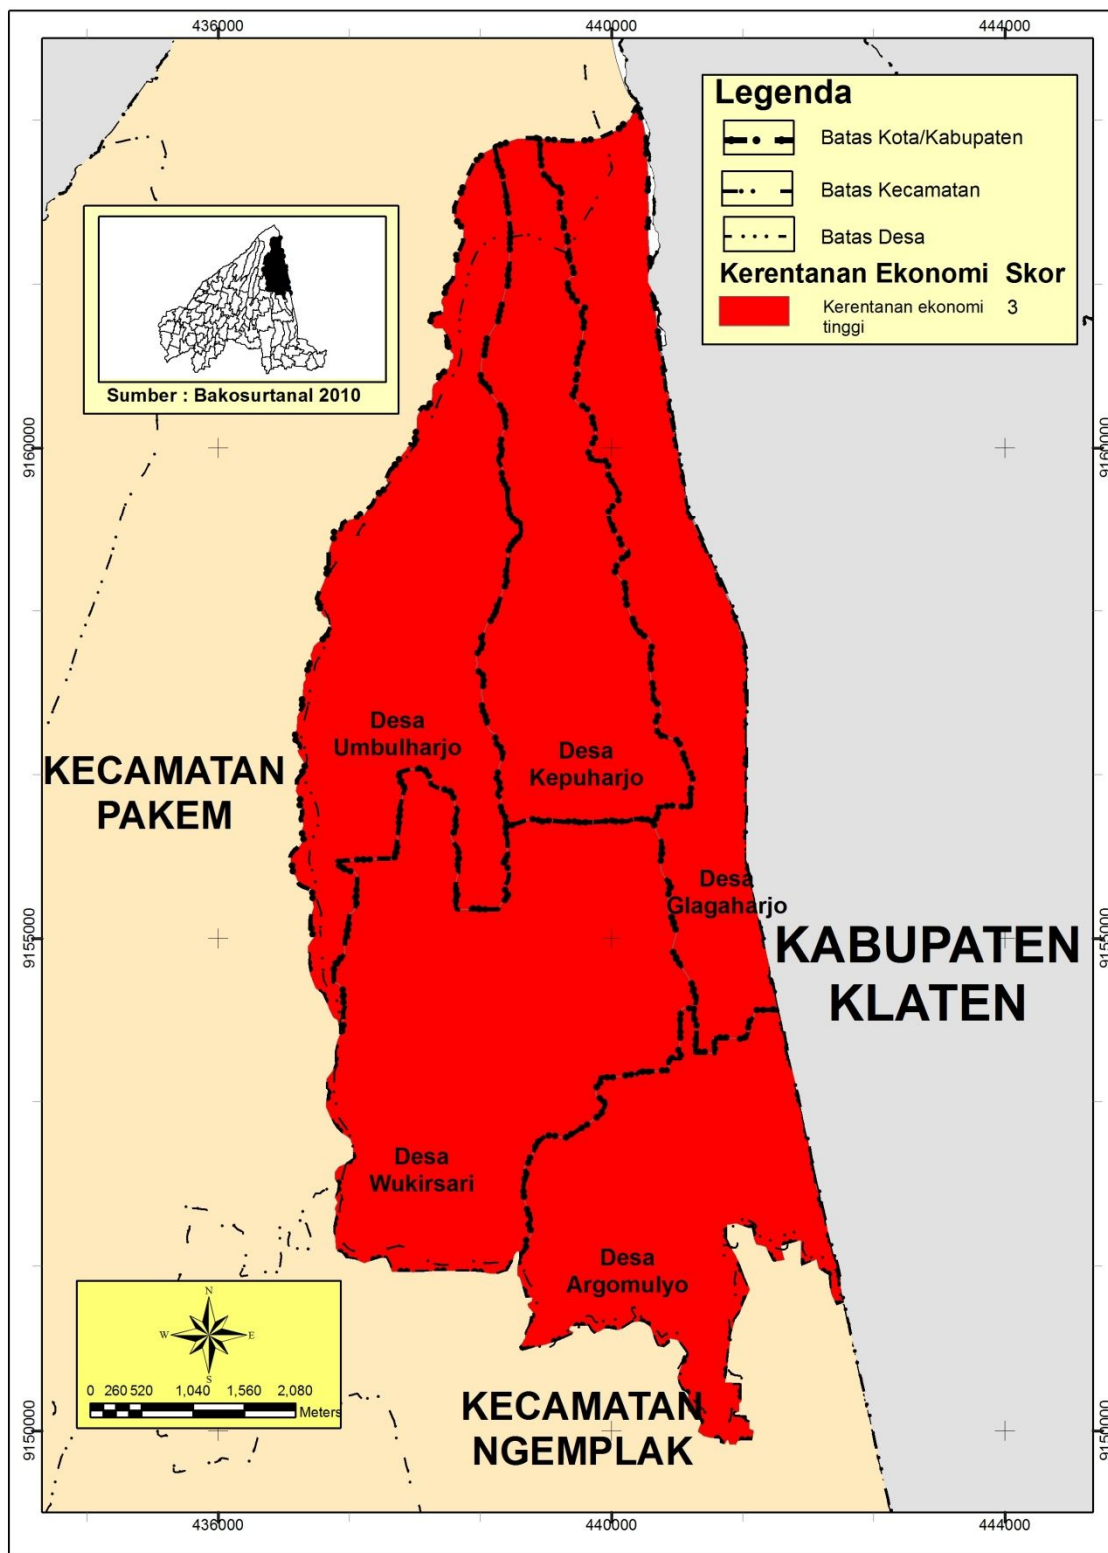 436000
440000
444000
Legenda
Batas Kota/Kabupaten
Batas Kecamatan
Batas Desa
Kerentanan Ekonomi Skor
Kerentanan ekonomi tinggi 3
Sumber : Bakosurtanal 2010
9160000
9160000
Desa
Umbulharjo
Desa
Kepuharjo
KECAMATAN
PAKEM
Desa
Glagaharjo
9155000
9155000
KABUPATEN
KLATEN
Desa
Wukirsari
Desa
Argomulyo
N
W
E
S
0 260 520 1,040 1,560 2,080
Meters
KECAMATAN
NGEMPLAK
9150000
9150000
436000
440000
444000